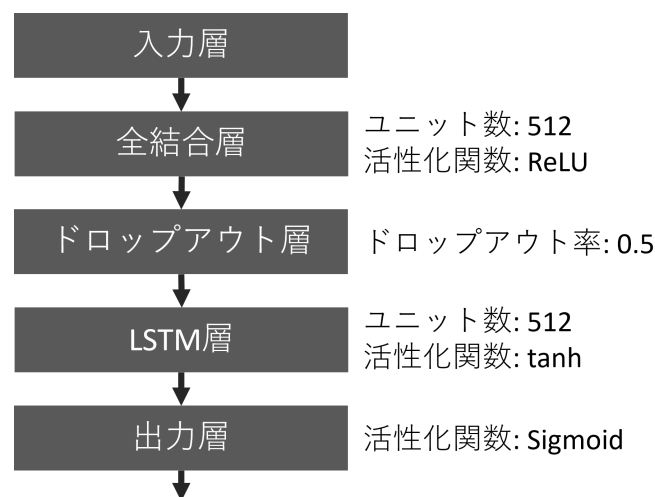 入力層
全結合層
ユニット数: 512
活性化関数: ReLU
ドロップアウト層
ドロップアウト率: 0.5
LSTM層
ユニット数: 512
活性化関数: tanh
出力層
活性化関数: Sigmoid